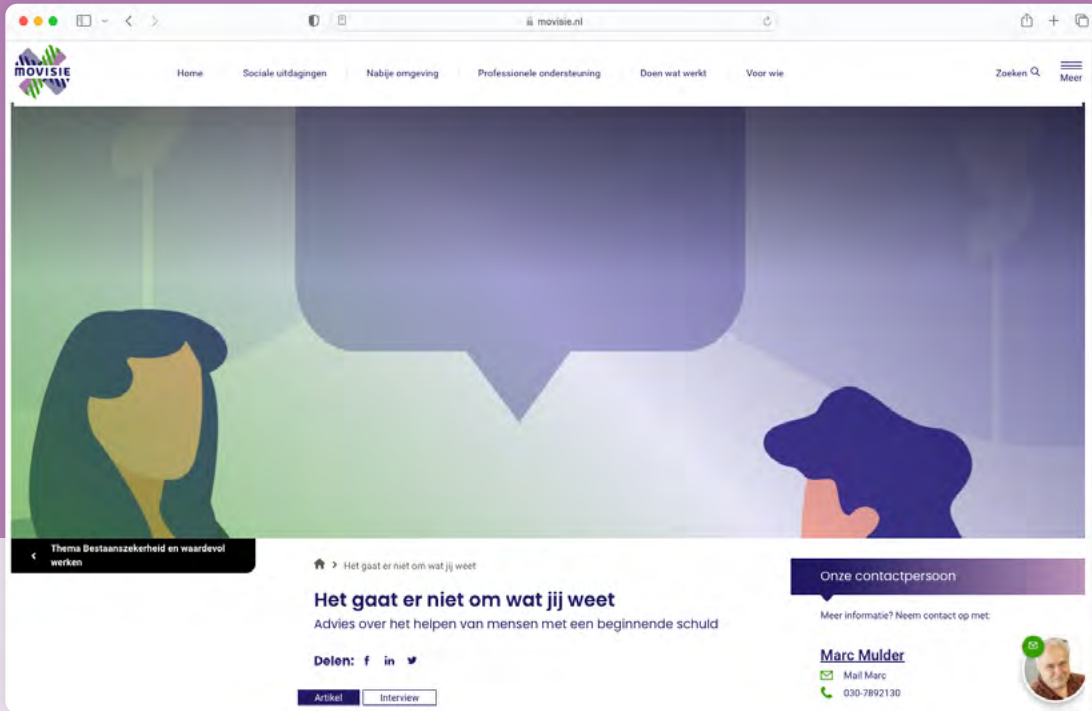 movisie.nl
MOVISIE
Home
Sociale uitdagingen
Nabije omgeving
Professionele ondersteuning
Doen wat werkt
Voor wie
Zoeken
Meer
Thema Bestaanszekerheid en waardevol
werken
Het gaat er niet om wat jij weet
Het gaat er niet om wat jij weet
Advies over het helpen van mensen met een beginnende schuld
Delen:
Artikel
Interview
Onze contactpersoon
Meer informatie? Neem contact op met:
Marc Mulder
Mail Marc
030-7892130